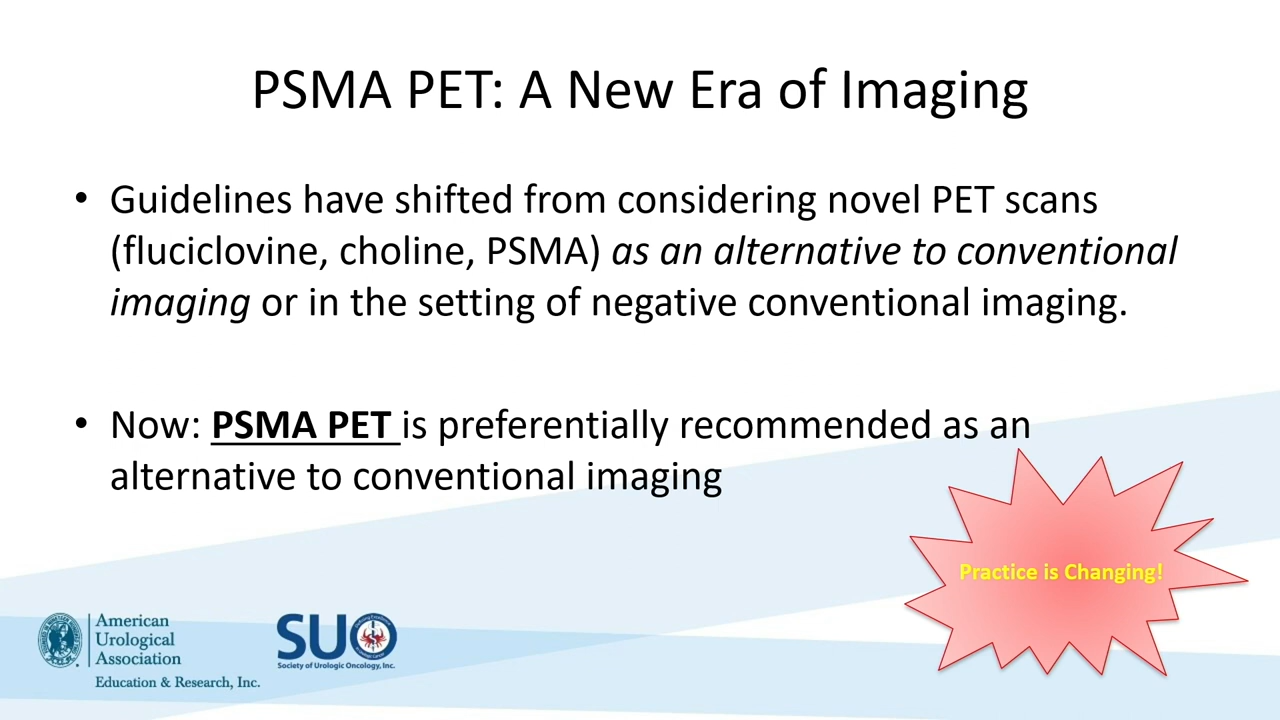 PSMA PET: A New Era of Imaging
• Guidelines have shifted from considering novel PET scans
(fluciclovine, choline, PSMA) as an alternative to conventional
imaging or in the setting of negative conventional imaging.
• Now: PSMA PET is preferentially recommended as an
alternative to conventional imaging
Practice is Changing!
American
Urological
Association
Education & Research, Inc.
SUO
Society of Urologic Oncology, Inc.